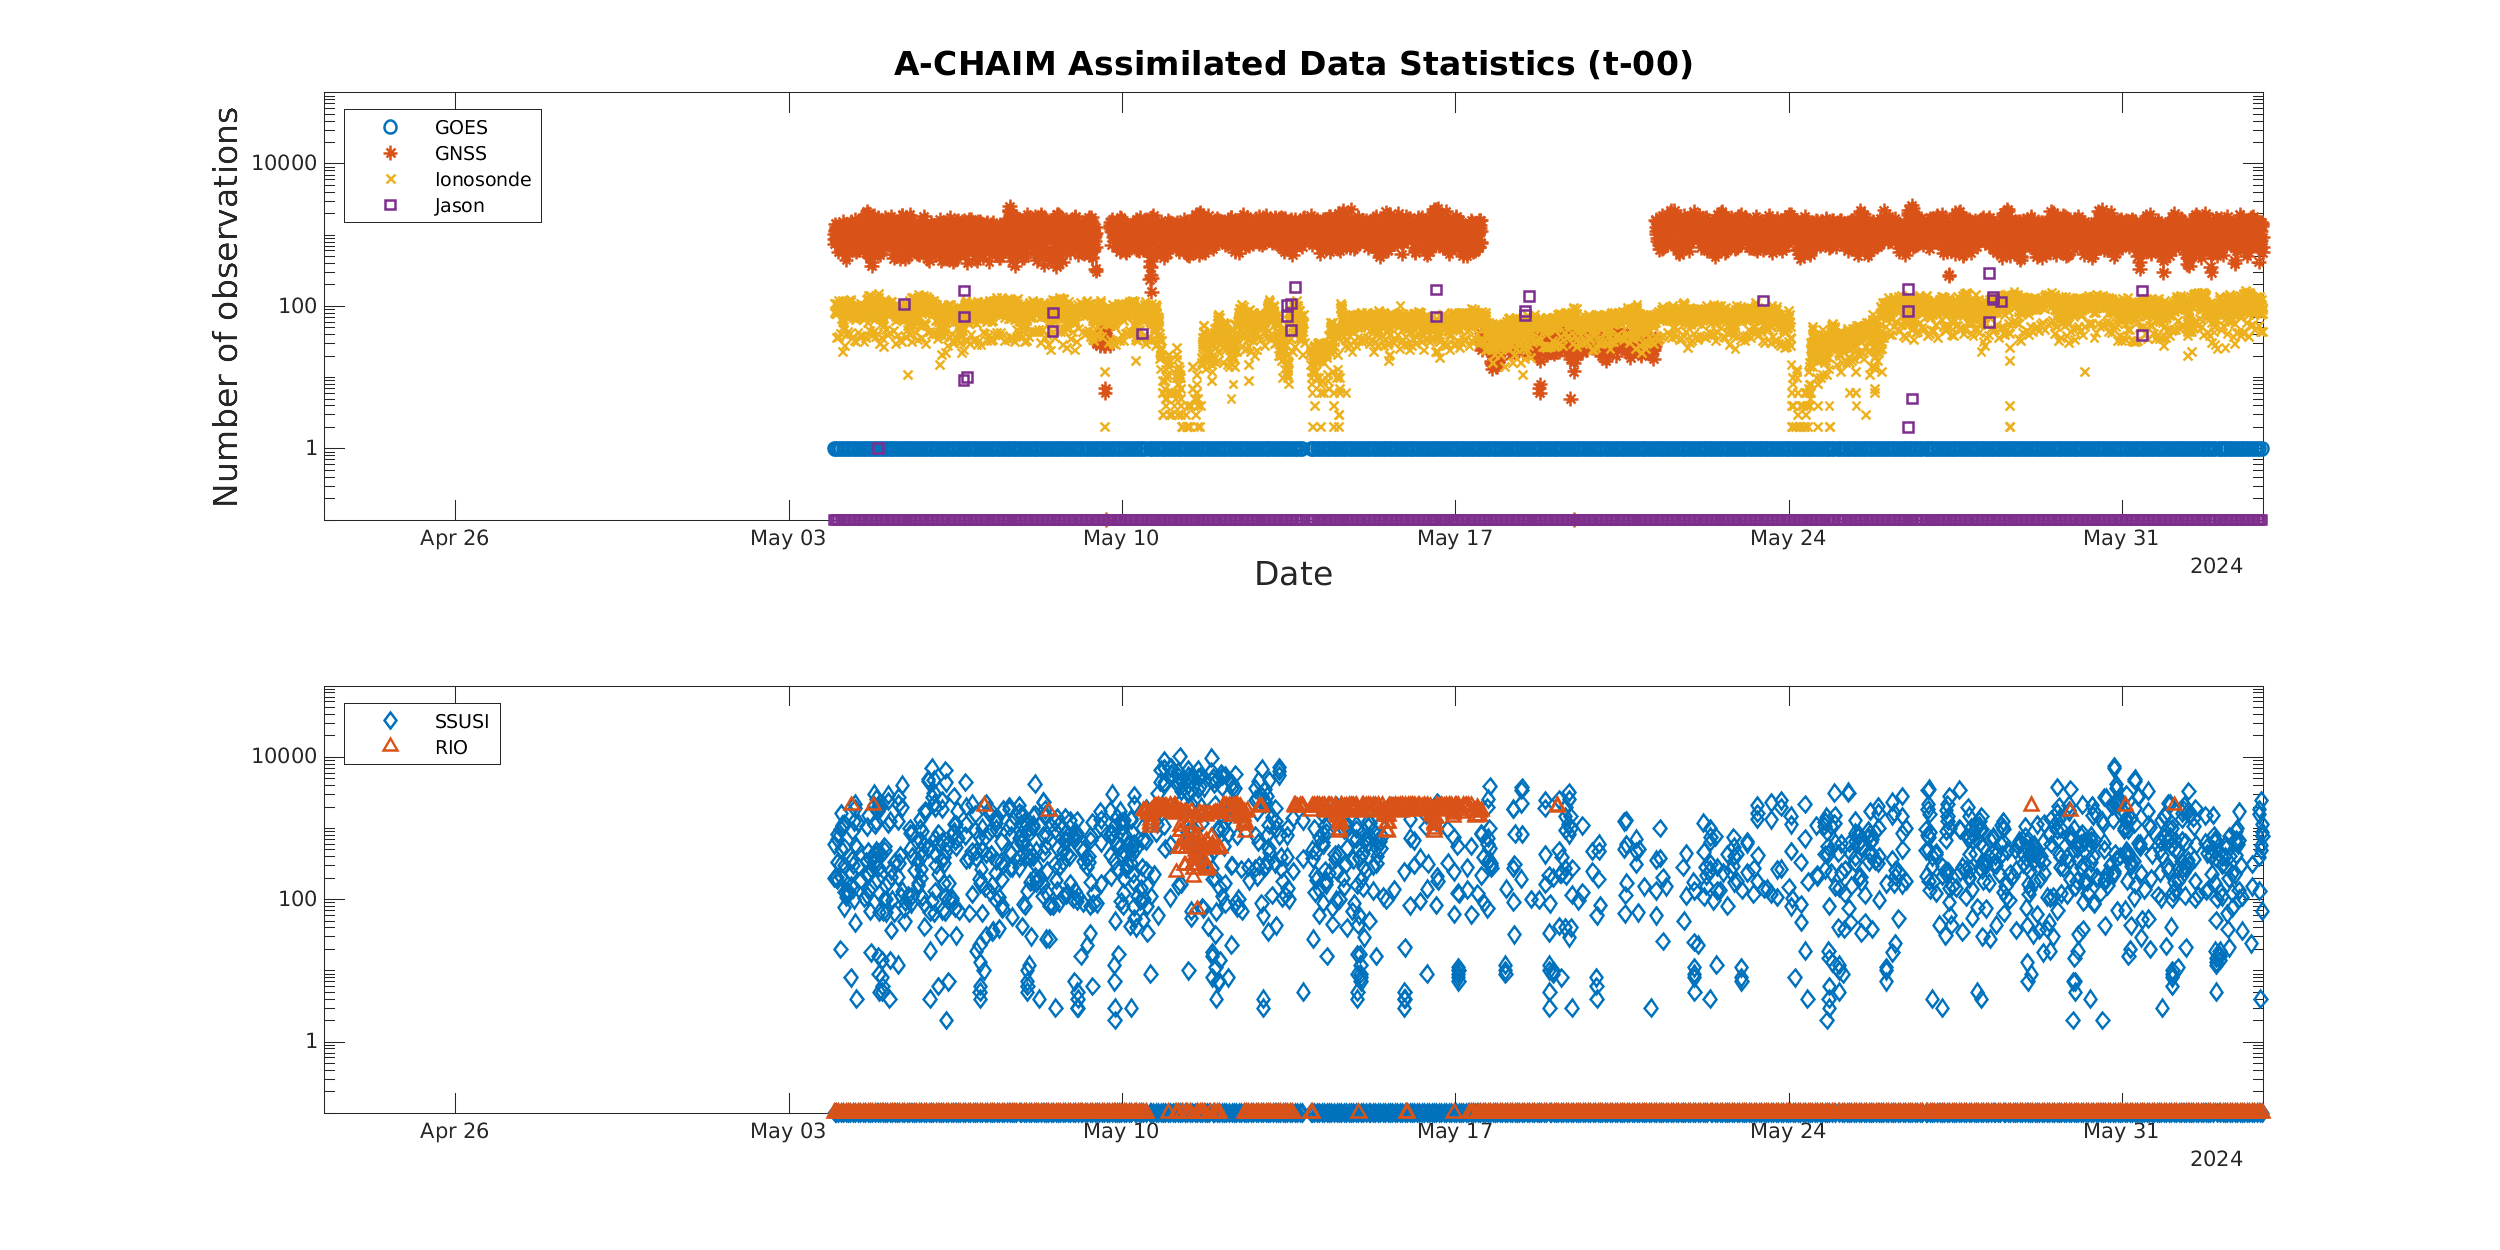 A-CHAIM Assimilated Data Statistics (t-00)
Number of observations
10000
100
1
GOES
GNSS
Ionosonde
Jason
Apr 26 May 03 May 10 May 17 May 24 May 31
2024
Date
10000
100
1
SSUSI
RIO
Apr 26 May 03 May 10 May 17 May 24 May 31
2024